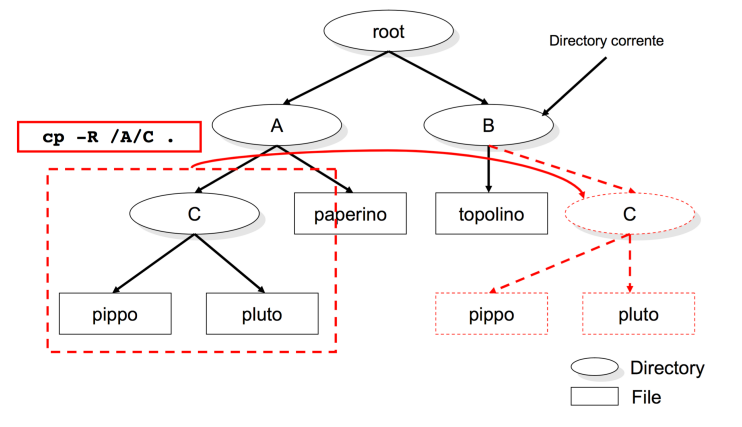 root
Directory corrente
A
B
cp -R /A/C .
C
paperino
topolino
C
pippo
pluto
pippo
pluto
Directory
File